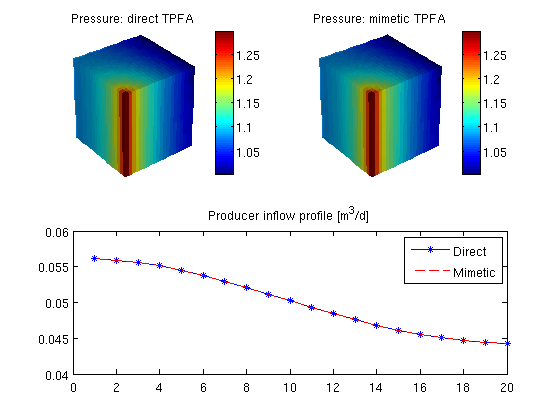 Pressure: direct TPFA
Pressure: mimetic TPFA
1.25
1.2
1.15
1.1
1.05
1.25
1.2
1.15
1.1
1.05
Producer inflow profile [m³/d]
0.06
0.055
0.05
0.045
0.04
Direct
Mimetic
0 2 4 6 8 10 12 14 16 18 20